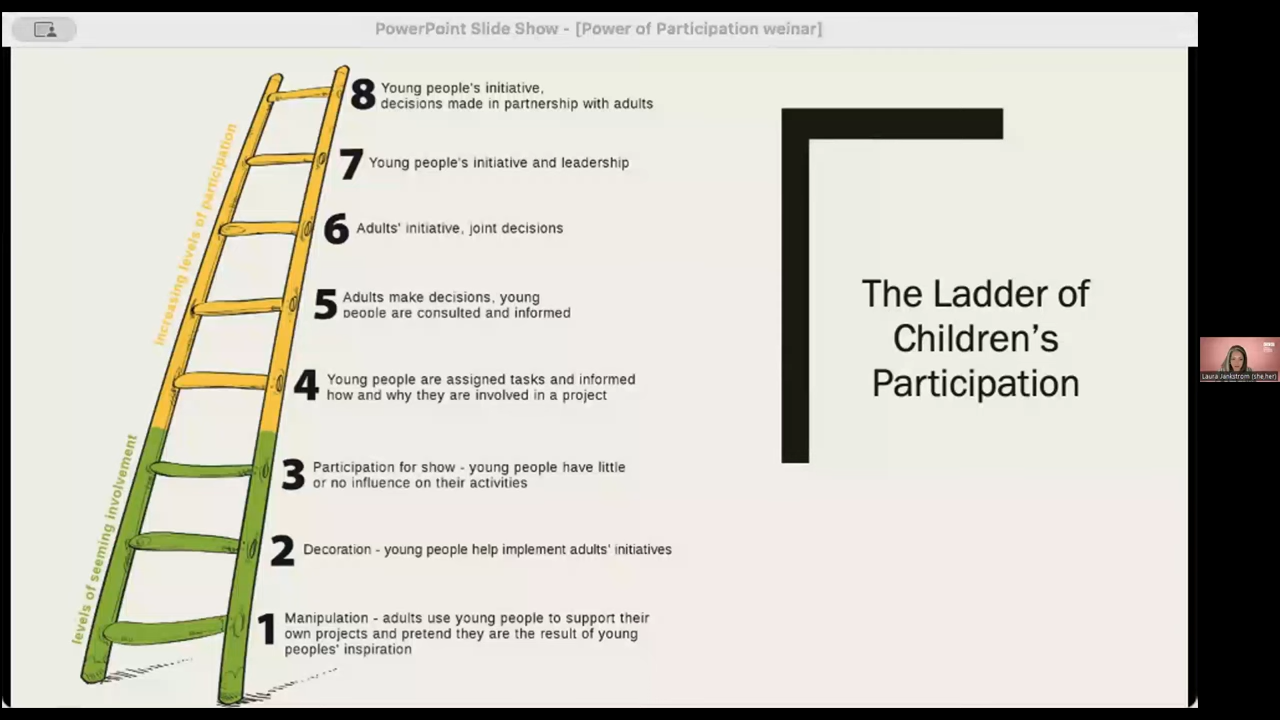 PowerPoint Slide Show - [Power of Participation weinar]
8 Young people's initiative,
decisions made in partnership with adults
7 Young people's initiative and leadership
6 Adults' initiative, joint decisions
5 Adults make decisions, young
people are consulted and informed
4 Young people are assigned tasks and informed
how and why they are involved in a project
3 Participation for show - young people have little
or no influence on their activities
2 Decoration - young people help implement adults' initiatives
1 Manipulation - adults use young people to support their
own projects and pretend they are the result of young
peoples' inspiration
increasing levels of participation
levels of seeming involvement
The Ladder of
Children's
Participation
Laura Jankstrom (she,her)